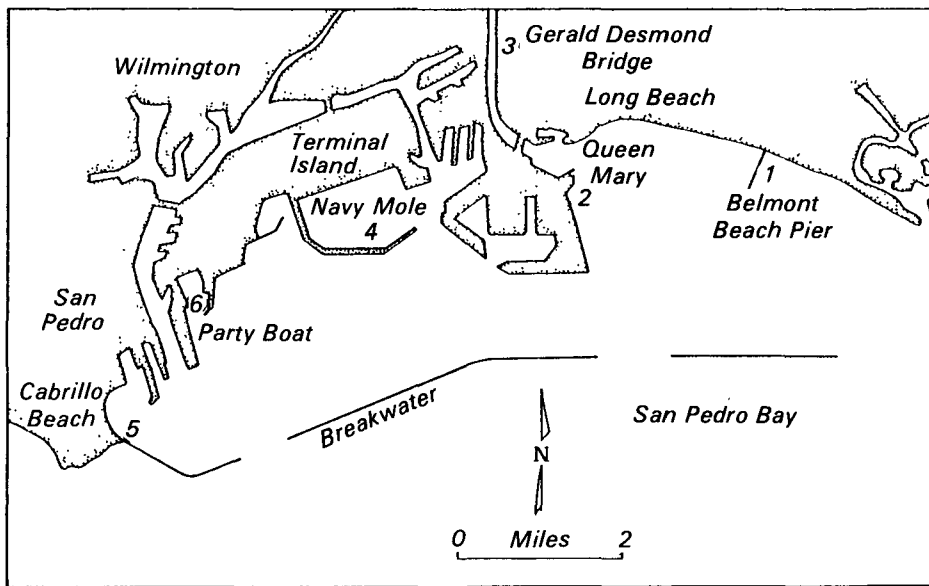 3
Gerald Desmond
Bridge
Wilmington
Long Beach
Terminal
Island
Queen
Mary
1
2
Navy Mole
4
Belmont
Beach Pier
San
Pedro
6
Party Boat
Cabrillo
Beach
5
Breakwater
San Pedro Bay
N
0 Miles 2